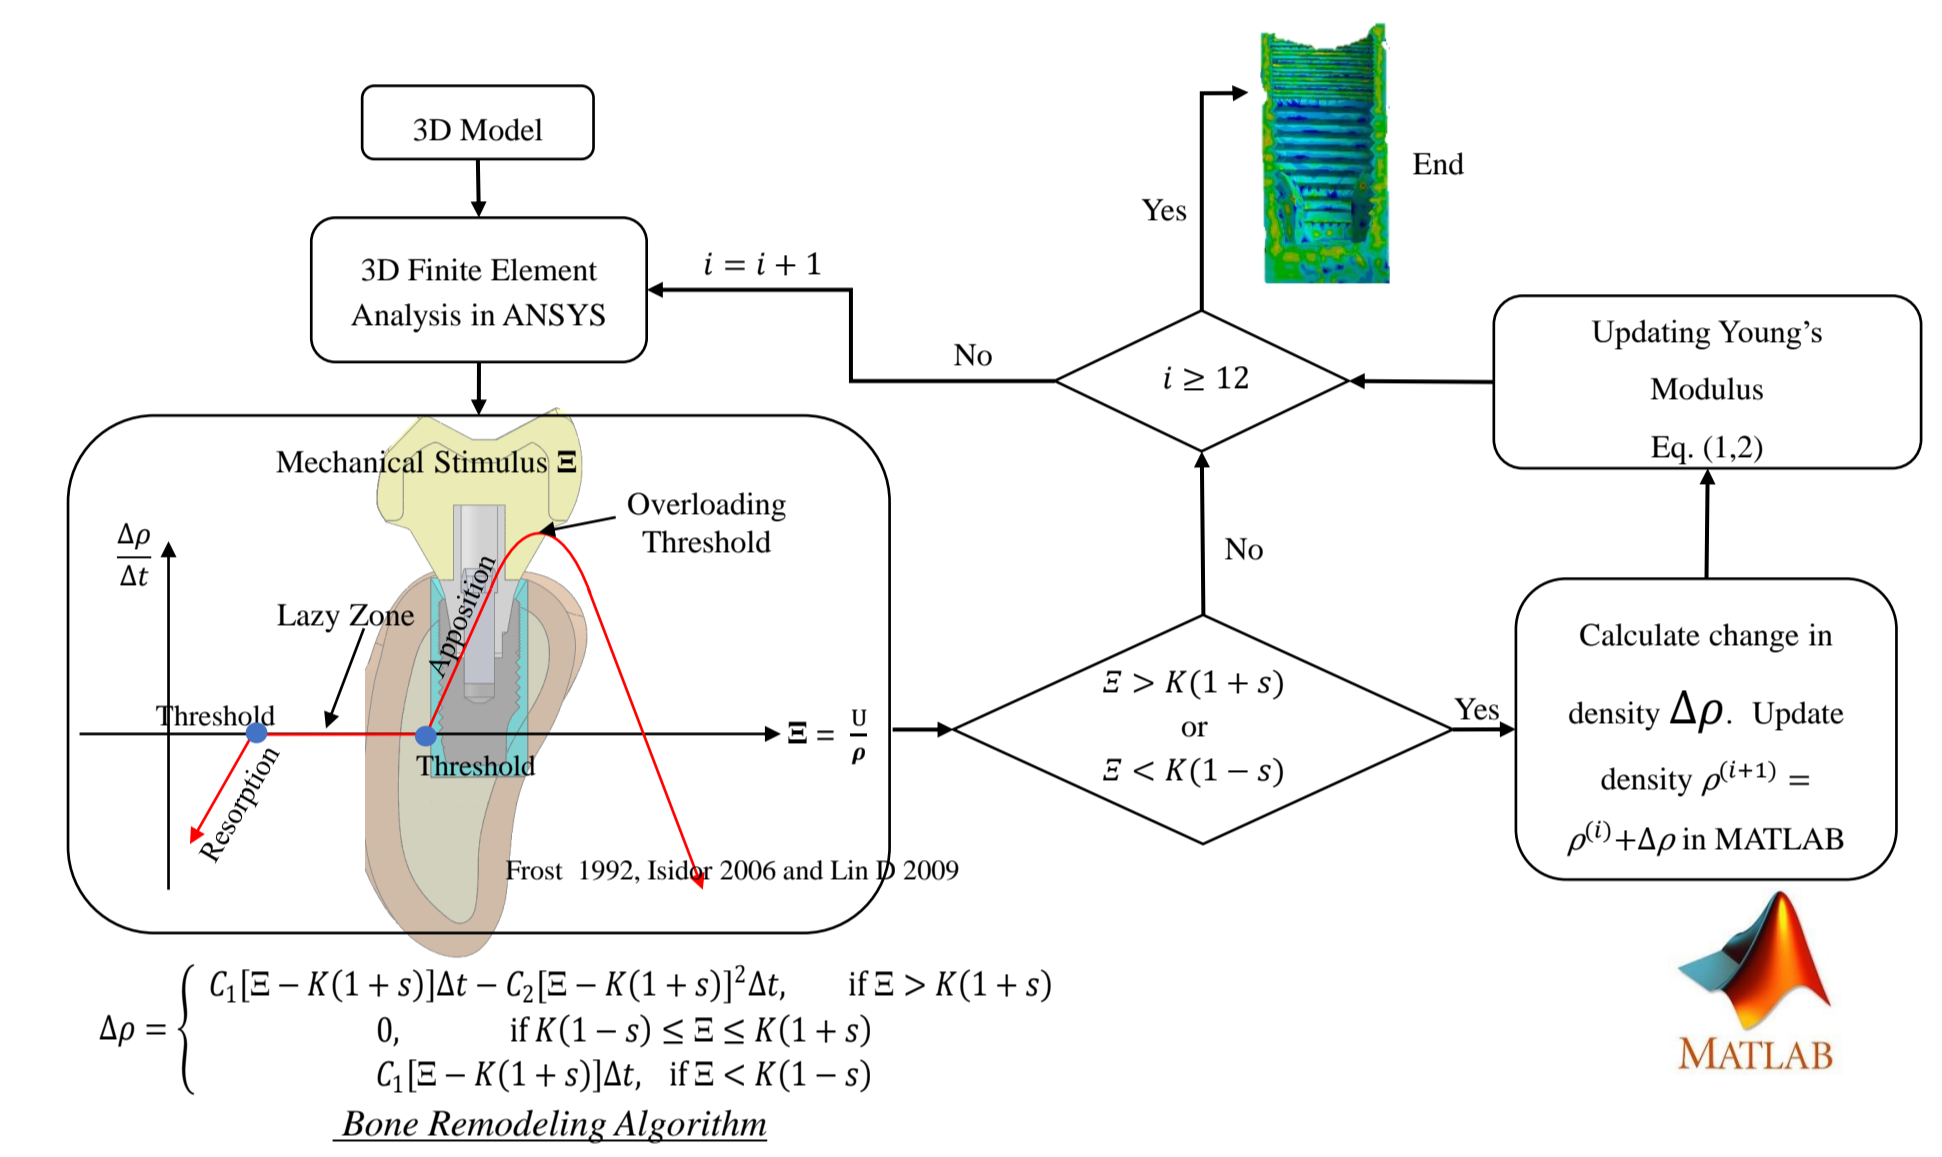 3D Model
3D Finite Element
Analysis in ANSYS
i = i + 1
No
Yes
End
i ≥ 12
Updating Young’s
Modulus
Eq. (1,2)
Mechanical Stimulus Ξ
Overloading
Threshold
Δρ/Δt
Lazy Zone
Apposition
Threshold
Threshold
Resorption
Ξ = U/ρ
Frost 1992, Isidor 2006 and Lin D 2009
No
Ξ > K(1 + s)
or
Ξ < K(1 − s)
Yes
Calculate change in
density Δρ. Update
density ρ^(i+1) =
ρ^(i)+Δρ in MATLAB
MATLAB
C₁[Ξ − K(1 + s)]Δt − C₂[Ξ − K(1 + s)]²Δt, if Ξ > K(1 + s)
Δρ = { 0, if K(1 − s) ≤ Ξ ≤ K(1 + s)
C₁[Ξ − K(1 + s)]Δt, if Ξ < K(1 − s)
Bone Remodeling Algorithm